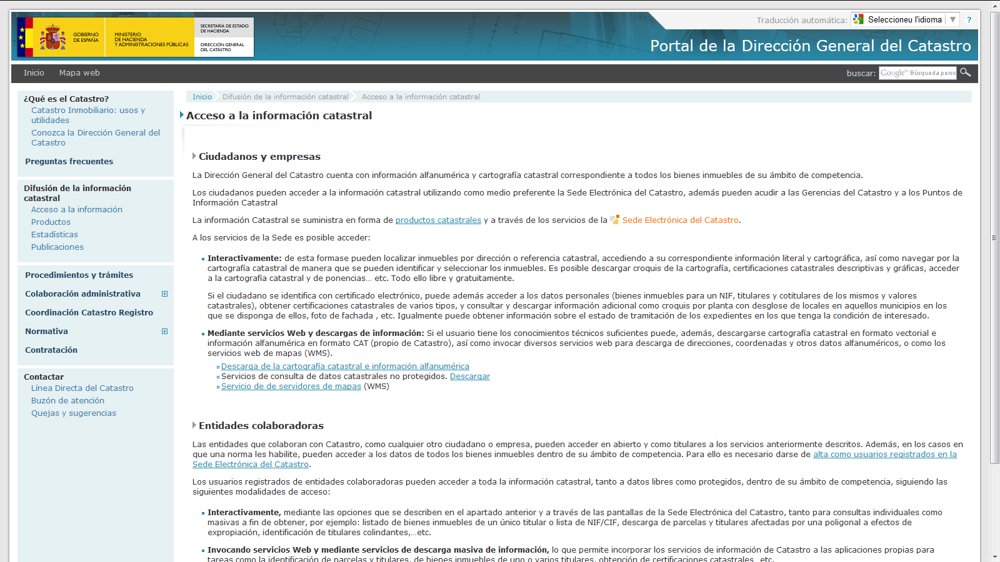 GOBIERNO
DE ESPAÑA
MINISTERIO
DE HACIENDA
Y ADMINISTRACIONES PÚBLICAS
SECRETARÍA DE ESTADO
DE HACIENDA
DIRECCIÓN GENERAL
DEL CATASTRO
Traducción automática: Seleccioneu l'idioma ▼ ?
Portal de la Dirección General del Catastro
Inicio Mapa web
buscar: Google™ Búsqueda perso
¿Qué es el Catastro?
Catastro Inmobiliario: usos y
utilidades
Conozca la Dirección General del
Catastro
Preguntas frecuentes
Difusión de la información
catastral
Acceso a la información
Productos
Estadísticas
Publicaciones
Procedimientos y trámites
Colaboración administrativa
Coordinación Catastro Registro
Normativa
Contratación
Contactar
Línea Directa del Catastro
Buzón de atención
Quejas y sugerencias
Inicio Difusión de la información catastral Acceso a la información catastral
Acceso a la información catastral
Ciudadanos y empresas
La Dirección General del Catastro cuenta con información alfanumérica y cartografía catastral correspondiente a todos los bienes inmuebles de su ámbito de competencia.
Los ciudadanos pueden acceder a la información catastral utilizando como medio preferente la Sede Electrónica del Catastro, además pueden acudir a las Gerencias del Catastro y a los Puntos de
Información Catastral
La información Catastral se suministra en forma de productos catastrales y a través de los servicios de la Sede Electrónica del Catastro.
A los servicios de la Sede es posible acceder:
Interactivamente: de esta formase pueden localizar inmuebles por dirección o referencia catastral, accediendo a su correspondiente información literal y cartográfica, así como navegar por la
cartografía catastral de manera que se pueden identificar y seleccionar los inmuebles. Es posible descargar croquis de la cartografía, certificaciones catastrales descriptivas y gráficas, acceder
a la cartografía catastral y de ponencias... etc. Todo ello libre y gratuitamente.
Si el ciudadano se identifica con certificado electrónico, puede además acceder a los datos personales (bienes inmuebles para un NIF, titulares y cotitulares de los mismos y valores
catastrales), obtener certificaciones catastrales de varios tipos, y consultar y descargar información adicional como croquis por planta con desglose de locales en aquellos municipios en los
que se disponga de ellos, foto de fachada , etc. Igualmente puede obtener información sobre el estado de tramitación de los expedientes en los que tenga la condición de interesado.
Mediante servicios Web y descargas de información: Si el usuario tiene los conocimientos técnicos suficientes puede, además, descargarse cartografía catastral en formato vectorial e
información alfanumérica en formato CAT (propio de Catastro), así como invocar diversos servicios web para descarga de direcciones, coordenadas y otros datos alfanuméricos, o como los
servicios web de mapas (WMS).
Descarga de la cartografía catastral e información alfanumérica
Servicios de consulta de datos catastrales no protegidos. Descargar
Servicio de de servidores de mapas (WMS)
Entidades colaboradoras
Las entidades que colaboran con Catastro, como cualquier otro ciudadano o empresa, pueden acceder en abierto y como titulares a los servicios anteriormente descritos. Además, en los casos en
que una norma les habilite, pueden acceder a los datos de todos los bienes inmuebles dentro de su ámbito de competencia. Para ello es necesario darse de alta como usuarios registrados en la
Sede Electrónica del Catastro.
Los usuarios registrados de entidades colaboradoras pueden acceder a toda la información catastral, tanto a datos libres como protegidos, dentro de su ámbito de competencia, siguiendo las
siguientes modalidades de acceso:
Interactivamente, mediante las opciones que se describen en el apartado anterior y a través de las pantallas de la Sede Electrónica del Catastro, tanto para consultas individuales como
masivas a fin de obtener, por ejemplo: listado de bienes inmuebles de un único titular o lista de NIF/CIF, descarga de parcelas y titulares afectadas por una poligonal a efectos de
expropiación, identificación de titulares colindantes,...etc.
Invocando servicios Web y mediante servicios de descarga masiva de información, lo que permite incorporar los servicios de información de Catastro a las aplicaciones propias para
tareas como la identificación de parcelas y titulares, de bienes inmuebles de uno o varios titulares, obtención de certificaciones catastrales, etc.